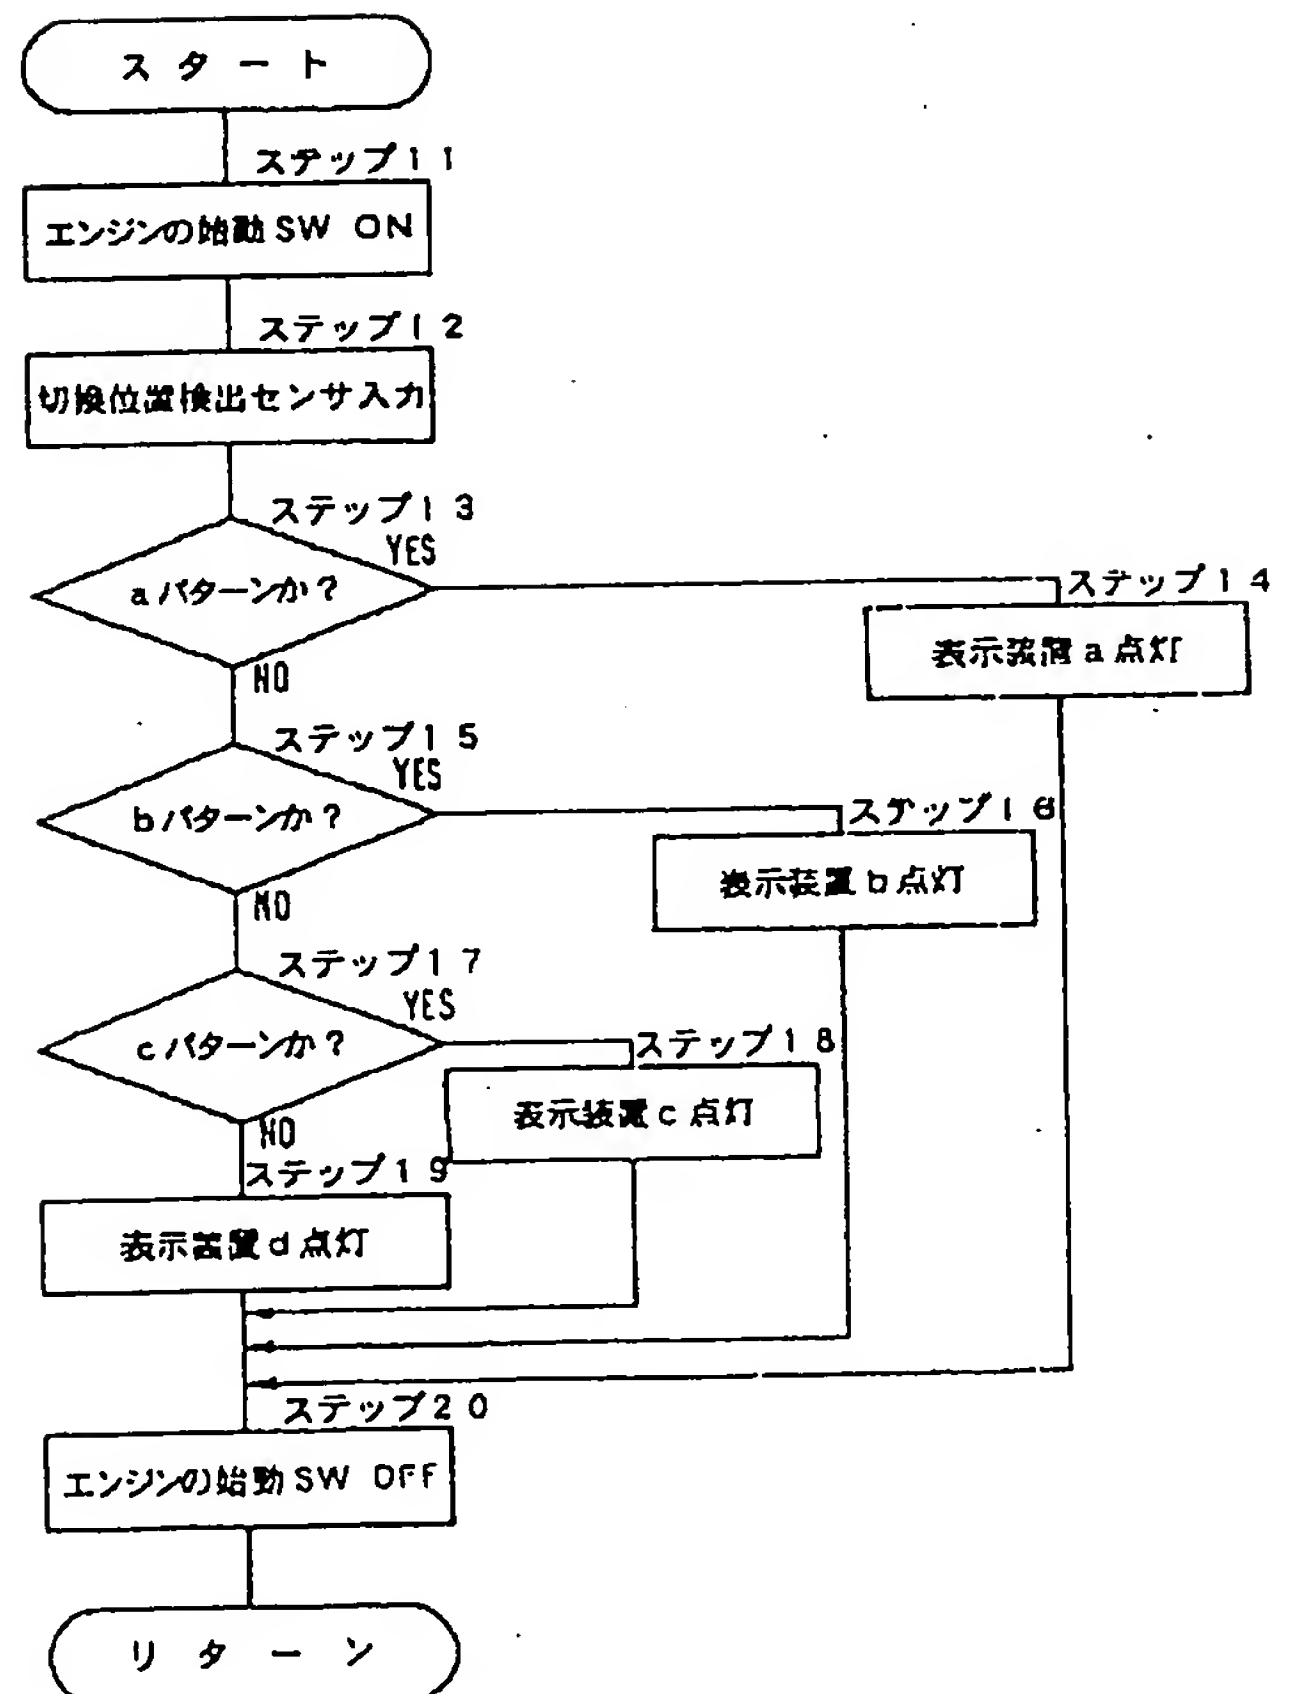 スタート
ステップ11
エンジンの始動SW ON
ステップ12
切換位置検出センサ入力
ステップ13
YES
aパターンか?
ステップ14
表示装置a点灯
NO
ステップ15
YES
bパターンか?
ステップ16
表示装置b点灯
NO
ステップ17
YES
cパターンか?
ステップ18
表示装置c点灯
NO
ステップ19
表示装置d点灯
ステップ20
エンジンの始動SW OFF
リターン